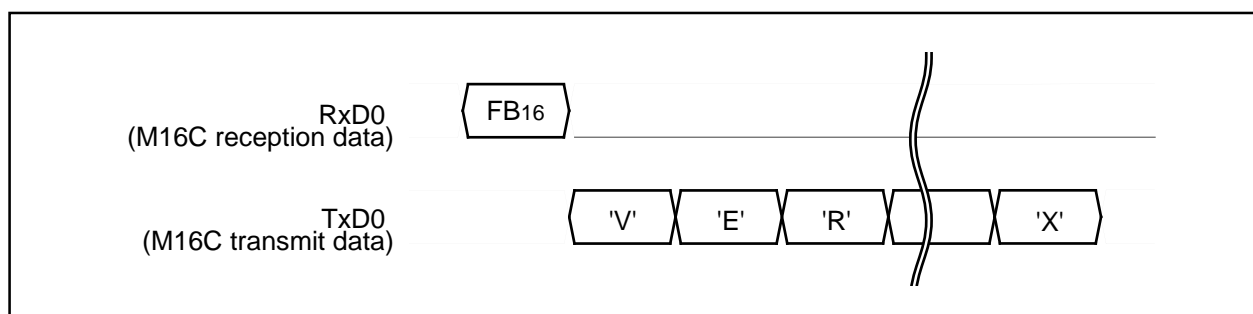 RxD0
(M16C reception data)
FB16
TxD0
(M16C transmit data)
'V' 'E' 'R' 'X'